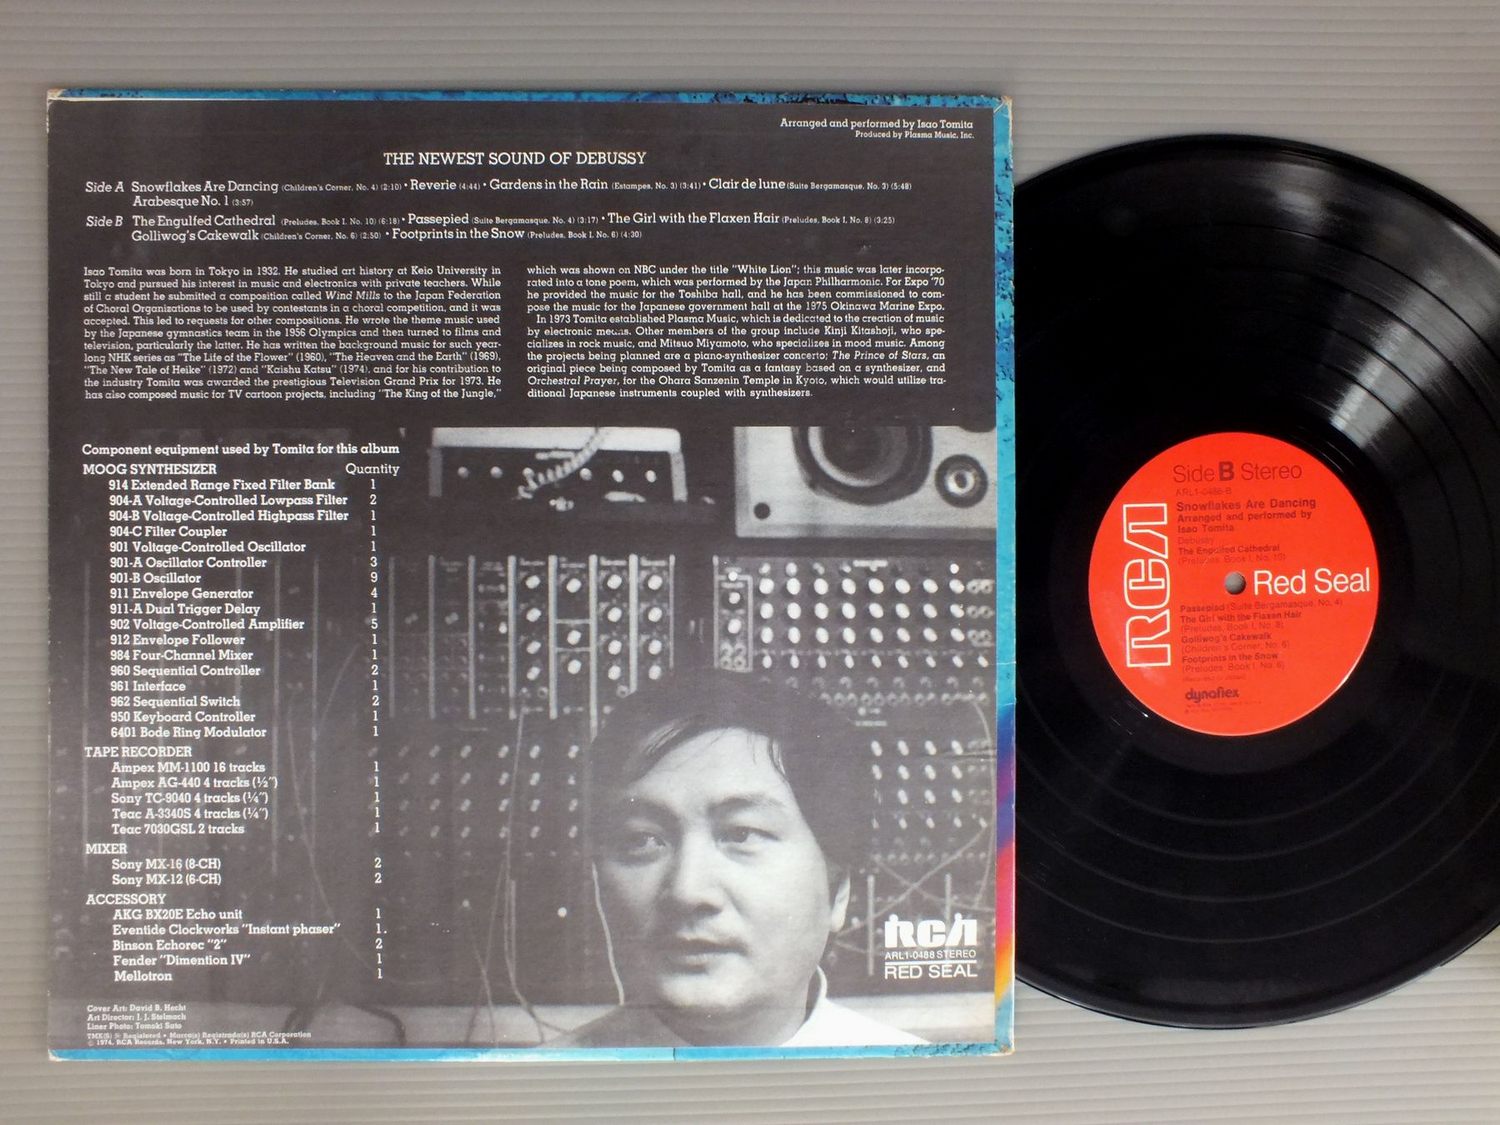 Arranged and performed by Isao Tomita
Produced by Plasma Music, Inc.
THE NEWEST SOUND OF DEBUSSY
Side A Snowflakes Are Dancing (Children's Corner, No. 4) (2:10) • Reverie (4:44) • Gardens in the Rain (Estampes, No. 3) (3:41) • Clair de lune (Suite Bergamasque, No. 3) (5:48)
Arabesque No. 1 (3:57)
Side B The Engulfed Cathedral (Preludes, Book I, No. 10) (6:18) • Passepied (Suite Bergamasque, No. 4) (3:17) • The Girl with the Flaxen Hair (Preludes, Book I, No. 8) (3:25)
Golliwog's Cakewalk (Children's Corner, No. 6) (2:50) • Footprints in the Snow (Preludes, Book I, No. 6) (4:30)
Isao Tomita was born in Tokyo in 1932. He studied art history at Keio University in
Tokyo and pursued his interest in music and electronics with private teachers. While
still a student he submitted a composition called Wind Mills to the Japan Federation
of Choral Organizations to be used by contestants in a choral competition, and it was
accepted. This led to requests for other compositions. He wrote the theme music used
by the Japanese gymnastics team in the 1956 Olympics and then turned to films and
television, particularly the latter. He has written the background music for such year-
long NHK series as "The Life of the Flower" (1960), "The Heaven and the Earth" (1969),
"The New Tale of Heike" (1972) and "Kaishu Katsu" (1974), and for his contribution to
the industry Tomita was awarded the prestigious Television Grand Prix for 1973. He
has also composed music for TV cartoon projects, including "The King of the Jungle,"
which was shown on NBC under the title "White Lion"; this music was later incorpo-
rated into a tone poem, which was performed by the Japan Philharmonic. For Expo '70
he provided the music for the Toshiba hall, and he has been commissioned to com-
pose the music for the Japanese government hall at the 1975 Okinawa Marine Expo.
In 1973 Tomita established Plasma Music, which is dedicated to the creation of music
by electronic means. Other members of the group include Kinji Kitashoji, who spe-
cializes in rock music, and Mitsuo Miyamoto, who specializes in mood music. Among
the projects being planned are a piano-synthesizer concerto; The Prince of Stars, an
original piece being composed by Tomita as a fantasy based on a synthesizer, and
Orchestral Prayer, for the Ohara Sanzenin Temple in Kyoto, which would utilize tra-
ditional Japanese instruments coupled with synthesizers.
Component equipment used by Tomita for this album
MOOG SYNTHESIZER Quantity
914 Extended Range Fixed Filter Bank 1
904-A Voltage-Controlled Lowpass Filter 2
904-B Voltage-Controlled Highpass Filter 1
904-C Filter Coupler 1
901 Voltage-Controlled Oscillator 1
901-A Oscillator Controller 3
901-B Oscillator 9
911 Envelope Generator 4
911-A Dual Trigger Delay 1
902 Voltage-Controlled Amplifier 5
912 Envelope Follower 1
984 Four-Channel Mixer 1
960 Sequential Controller 2
961 Interface 1
962 Sequential Switch 2
950 Keyboard Controller 1
6401 Bode Ring Modulator 1
TAPE RECORDER
Ampex MM-1100 16 tracks 1
Ampex AG-440 4 tracks (½") 1
Sony TC-9040 4 tracks (¼") 1
Teac A-3340S 4 tracks (¼") 1
Teac 7030GSL 2 tracks 1
MIXER
Sony MX-16 (8-CH) 2
Sony MX-12 (6-CH) 2
ACCESSORY
AKG BX20E Echo unit 1
Eventide Clockworks "Instant phaser" 1.
Binson Echorec "2" 2
Fender "Dimention IV" 1
Mellotron 1
Cover Art: David B. Hecht
Art Director: J. J. Stelmach
Liner Photo: Tomoki Sato
TMK(S) ® Registered • Marca(s) Registrada(s) RCA Corporation
© 1974, RCA Records, New York, N.Y. • Printed in U.S.A.
RCA
ARL1-0488 STEREO
RED SEAL
Side B Stereo
ARL1-0488-B
Snowflakes Are Dancing
Arranged and performed by
Isao Tomita
Debussy
The Engulfed Cathedral
(Preludes, Book I, No. 10)
RCA
Red Seal
Passepied (Suite Bergamasque, No. 4)
The Girl with the Flaxen Hair
(Preludes, Book I, No. 8)
Golliwog's Cakewalk
(Children's Corner, No. 6)
Footprints in the Snow
(Preludes, Book I, No. 6)
dynaflex